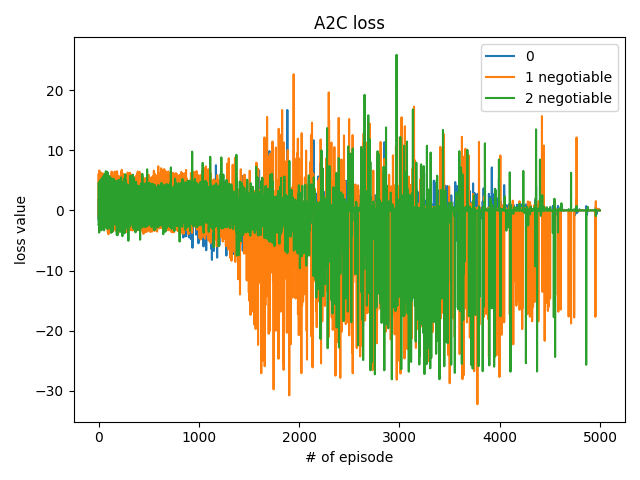 A2C loss
0
1 negotiable
2 negotiable
loss value
20
10
0
−10
−20
−30
0
1000
2000
3000
4000
5000
# of episode